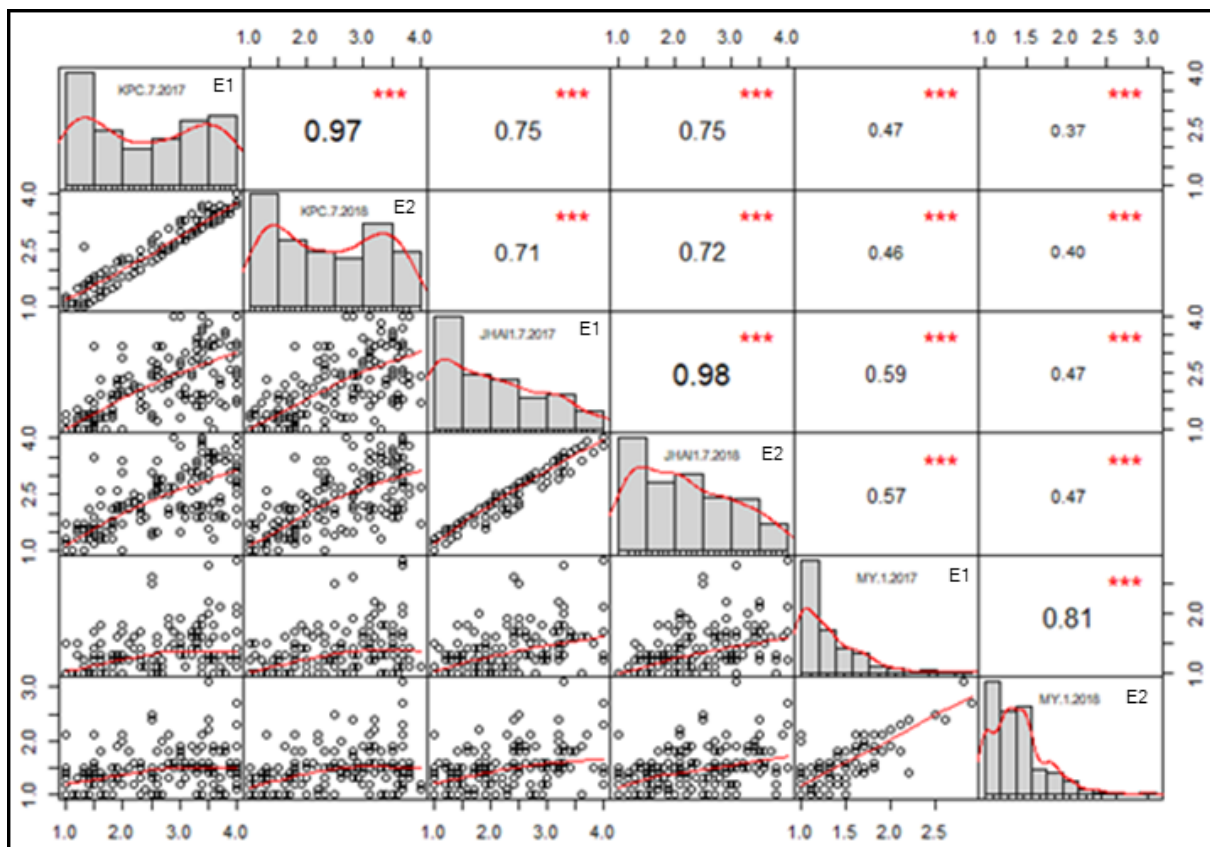 1.0 2.0 3.0 4.0 1.0 2.0 3.0 4.0 1.0 1.5 2.0 2.5 3.0
KPC.7.2017 E1
*** *** *** *** ***
0.97 0.75 0.75 0.47 0.37
4.0 2.5 1.0
4.0 2.5 1.0
KPC.7.2018 E2
*** *** *** ***
0.71 0.72 0.46 0.40
JHAI1.7.2017 E1
*** *** ***
0.98 0.59 0.47
4.0 2.5 1.0
4.0 2.5 1.0
JHAI1.7.2018 E2
*** ***
0.57 0.47
MY.1.2017 E1
***
0.81
2.0 1.0
3.0 2.0 1.0
MY.1.2018 E2
1.0 2.0 3.0 4.0 1.0 2.0 3.0 4.0 1.0 1.5 2.0 2.5